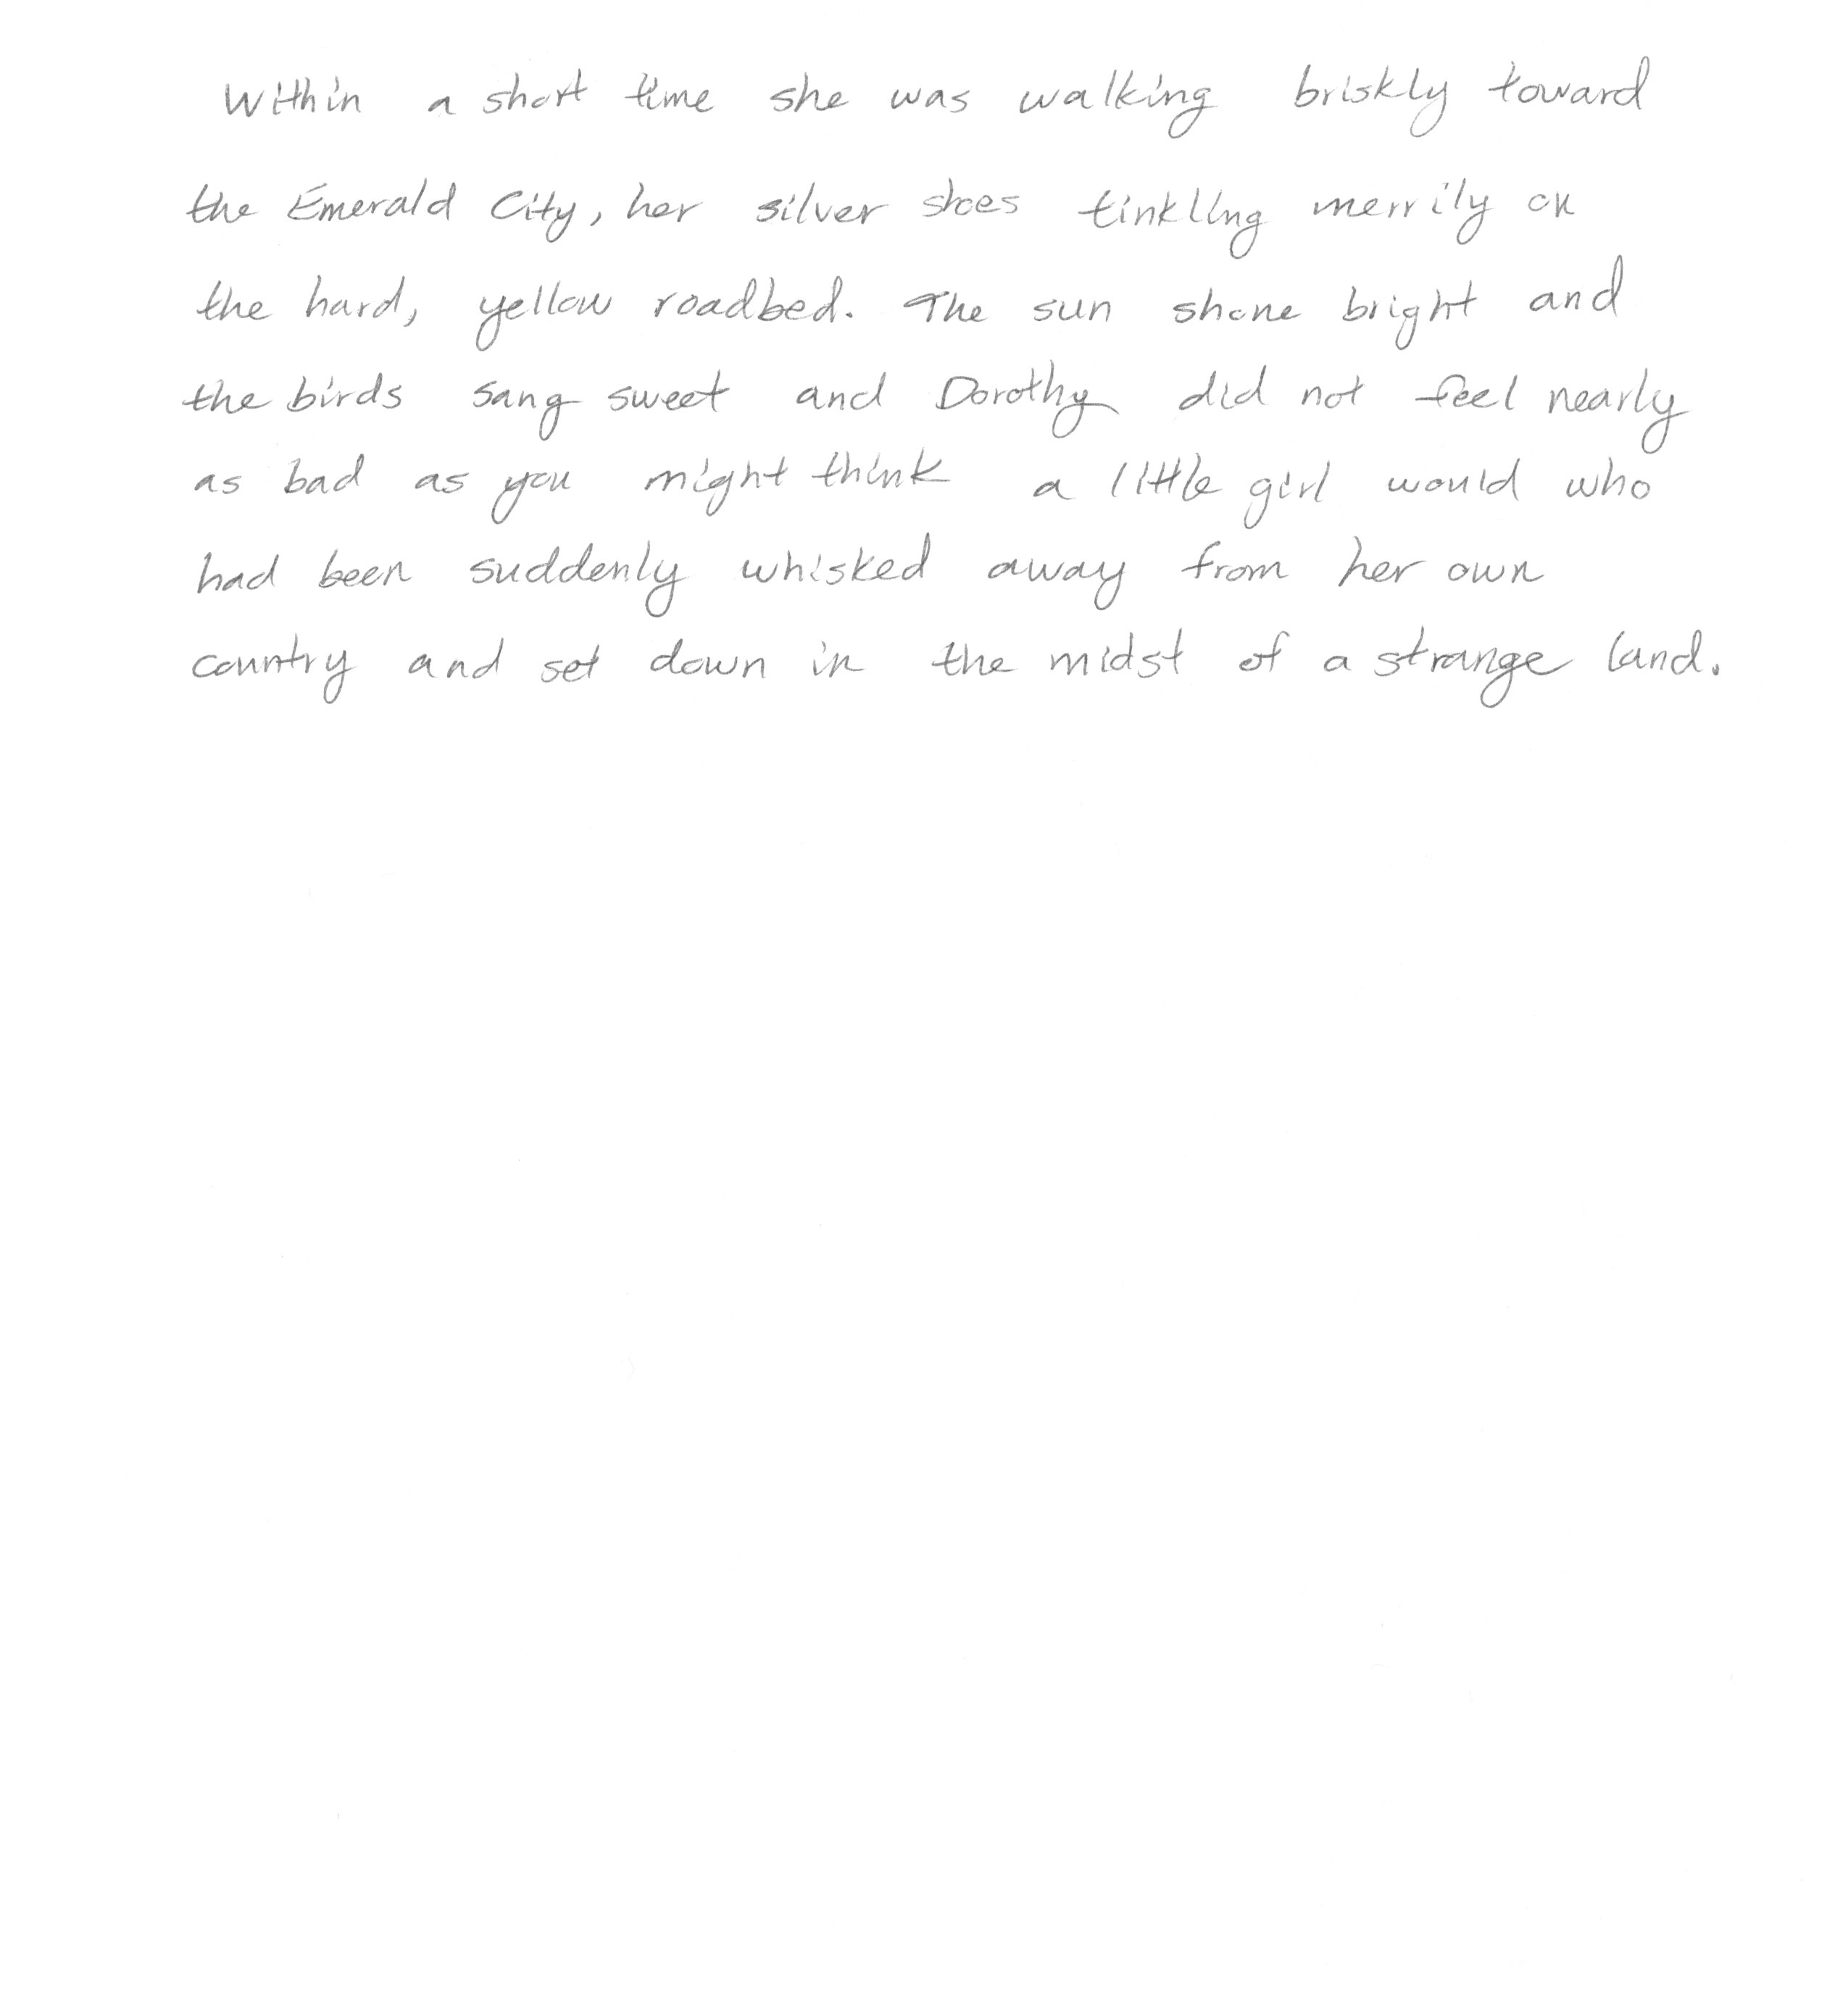 Within a short time she was walking briskly toward
the Emerald City, her silver shoes tinkling merrily on
the hard, yellow roadbed. The sun shone bright and
the birds sang sweet and Dorothy did not feel nearly
as bad as you might think a little girl would who
had been suddenly whisked away from her own
country and set down in the midst of a strange land.